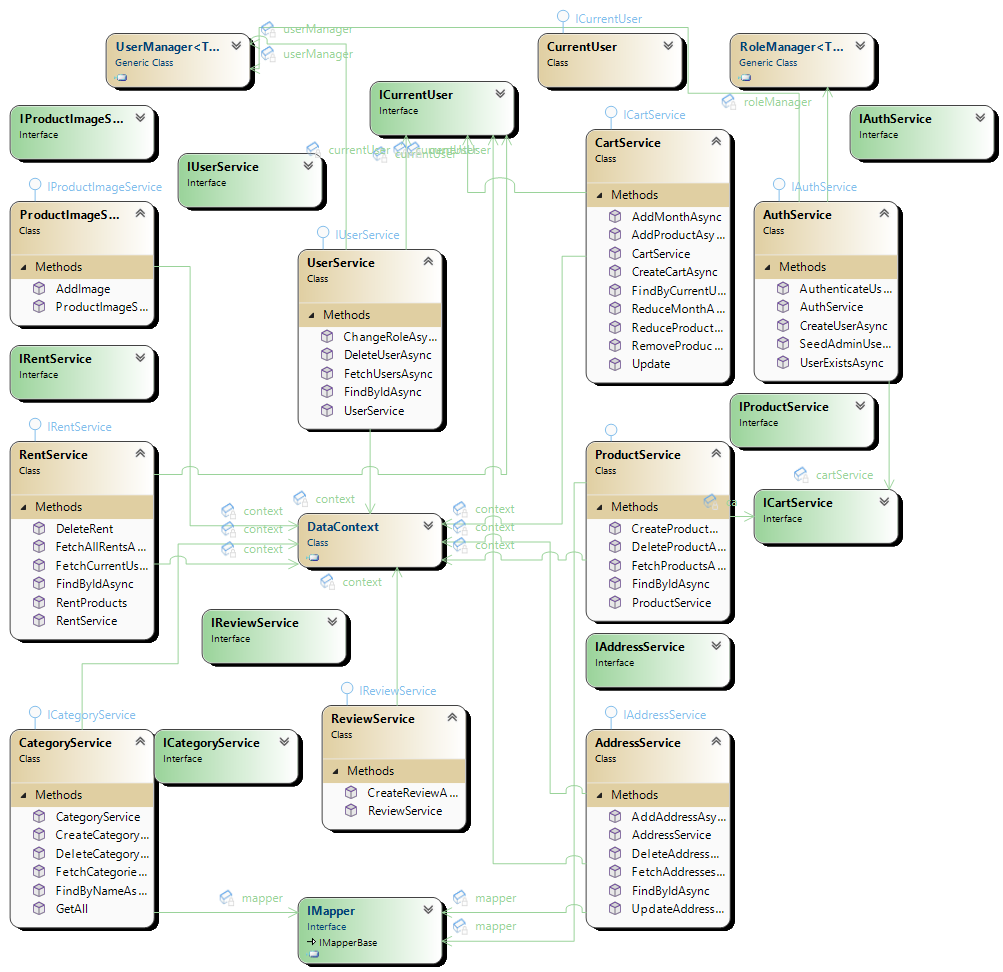 userManager
ICurrentUser
UserManager<T...
Generic Class
userManager
CurrentUser
Class
RoleManager<T...
Generic Class
ICurrentUser
Interface
roleManager
IProductImageS...
Interface
ICartService
IAuthService
Interface
CartService
Class
currentUser
currentUser
IUserService
Interface
IProductImageService
IUserService
IAuthService
ProductImageS...
Class
Methods
AddImage
ProductImageS...
UserService
Class
Methods
ChangeRoleAsy...
DeleteUserAsync
FetchUsersAsync
FindByIdAsync
UserService
Methods
AddMonthAsync
AddProductAsy...
CartService
CreateCartAsync
FindByCurrentU...
ReduceMonthA...
ReduceProduct...
RemoveProduc...
Update
AuthService
Class
Methods
AuthenticateUs...
AuthService
CreateUserAsync
SeedAdminUse...
UserExistsAsync
IRentService
Interface
IProductService
Interface
IRentService
RentService
Class
Methods
DeleteRent
FetchAllRentsA...
FetchCurrentUs...
FindByIdAsync
RentProducts
RentService
ProductService
Class
Methods
CreateProduct...
DeleteProductA...
FetchProductsA...
FindByIdAsync
ProductService
cartService
ICartService
Interface
context
context
context
context
context
context
context
DataContext
Class
context
IReviewService
Interface
IAddressService
Interface
ICategoryService
IReviewService
IAddressService
CategoryService
Class
Methods
CategoryService
CreateCategory...
DeleteCategory...
FetchCategorie...
FindByNameAs...
GetAll
ICategoryService
Interface
ReviewService
Class
Methods
CreateReviewA...
ReviewService
AddressService
Class
Methods
AddAddressAsy...
AddressService
DeleteAddress...
FetchAddresses...
FindByIdAsync
UpdateAddress...
mapper
mapper
mapper
IMapper
Interface
IMapperBase